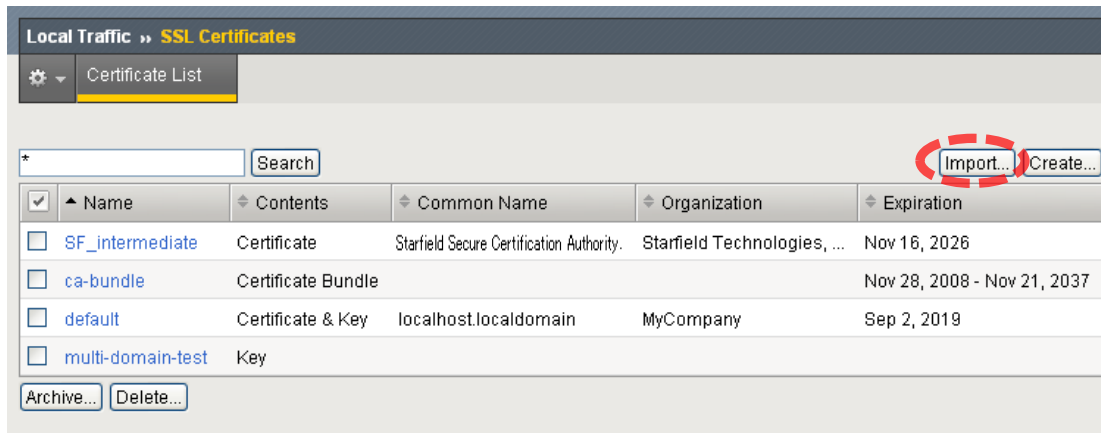 Local Traffic » SSL Certificates
Certificate List
* Search Import... Create...
Name Contents Common Name Organization Expiration
SF_intermediate Certificate Starfield Secure Certification Authority. Starfield Technologies, ... Nov 16, 2026
ca-bundle Certificate Bundle Nov 28, 2008 - Nov 21, 2037
default Certificate & Key localhost.localdomain MyCompany Sep 2, 2019
multi-domain-test Key
Archive... Delete...